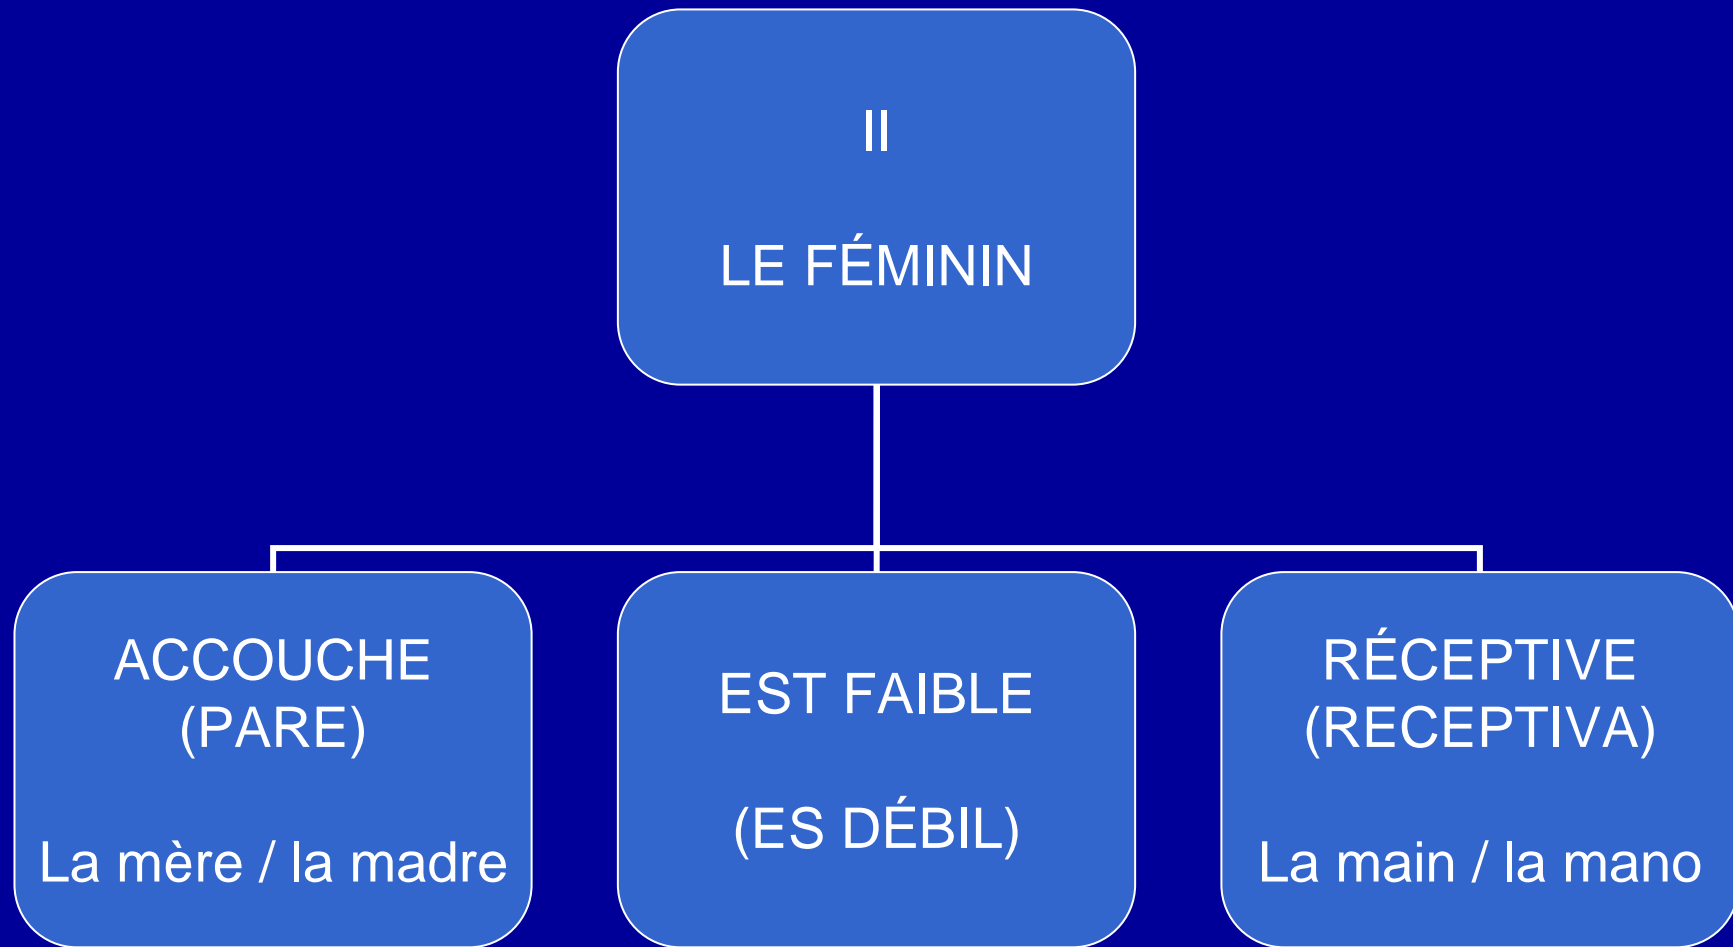 II
LE FÉMININ
ACCOUCHE
(PARE)
La mère / la madre
EST FAIBLE
(ES DÉBIL)
RÉCEPTIVE
(RECEPTIVA)
La main / la mano